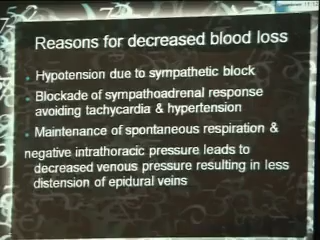 Reasons for decreased blood loss
• Hypotension due to sympathetic block
• Blockade of sympathoadrenal response
avoiding tachycardia & hypertension
• Maintenance of spontaneous respiration &
negative intrathoracic pressure leads to
decreased venous pressure resulting in less
distension of epidural veins